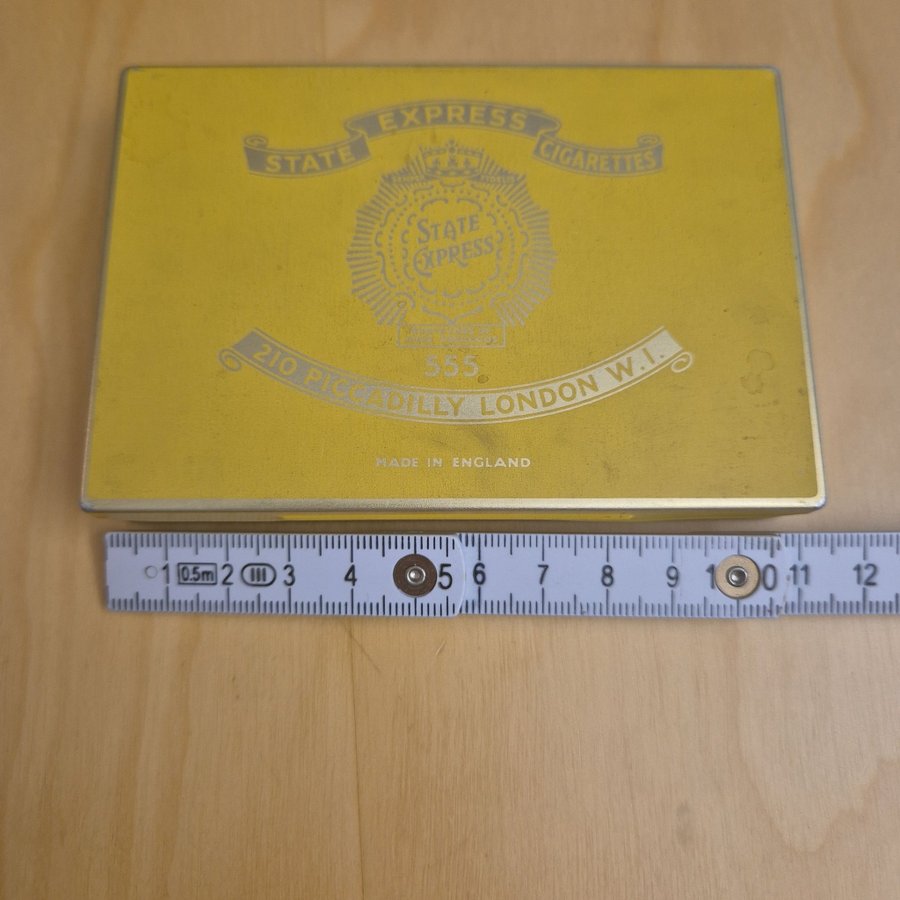 STATE EXPRESS CIGARETTES
STATE
EXPRESS
555
210 PICCADILLY LONDON W.I.
MADE IN ENGLAND
1 0.5m 2 III 3 4 5 6 7 8 9 10 11 12